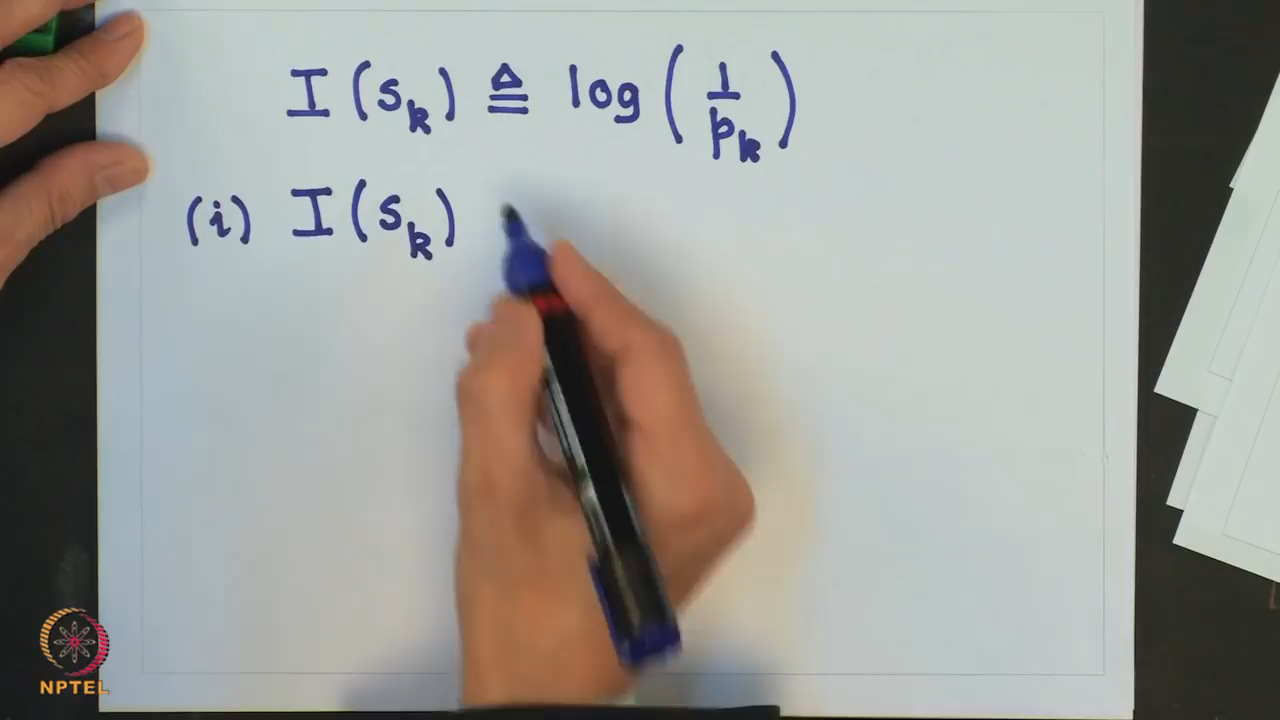 I(s_k) ≜ log(1/p_k)
(i) I(s_k)
NPTEL